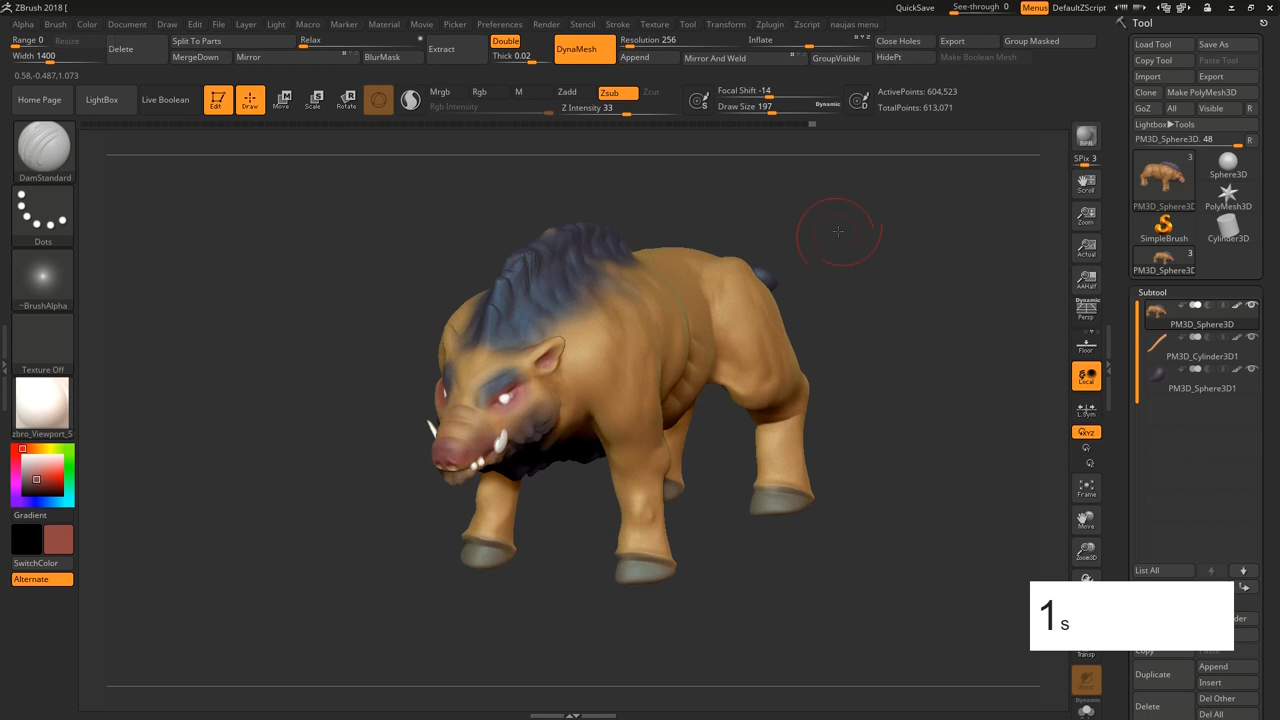 ZBrush 2018 [
QuickSave See-through 0 Menus DefaultZScript
Alpha Brush Color Document Draw Edit File Layer Light Macro Marker Material Movie Picker Preferences Render Stencil Stroke Texture Tool Transform Zplugin Zscript naujas menu
Tool
Range 0 Resize
Width 1400
Delete
Split To Parts
MergeDown Mirror
Relax
BlurMask
Extract
Double
Thick 0.02
DynaMesh
Resolution 256
Append
Inflate
Mirror And Weld
GroupVisible
Close Holes Export Group Masked
HidePt Make Boolean Mesh
0.58,-0.487,1.073
Home Page LightBox Live Boolean
Edit Draw Move Scale Rotate
Mrgb Rgb M
Rgb Intensity
Zadd Zsub Zcut
Z Intensity 33
Focal Shift -14
Draw Size 197 Dynamic
ActivePoints: 604,523
TotalPoints: 613,071
DamStandard
Dots
~BrushAlpha
Texture Off
zbro_Viewport_S
Gradient
SwitchColor
Alternate
BPR
SPix 3
Scroll
Zoom
Actual
AAHalf
Dynamic
Persp
Floor
Local
L.Sym
XYZ
Frame
Move
Zoom3D
Transp
Dynamic
Load Tool Save As
Copy Tool Paste Tool
Import Export
Clone Make PolyMesh3D
GoZ All Visible R
Lightbox▶Tools
PM3D_Sphere3D. 48 R
3
PM3D_Sphere3D
Sphere3D
PolyMesh3D
SimpleBrush
Cylinder3D
3
PM3D_Sphere3D
Subtool
PM3D_Sphere3D
PM3D_Cylinder3D1
PM3D_Sphere3D1
List All
1 s
Duplicate
Append
Insert
Delete
Del Other
Del All